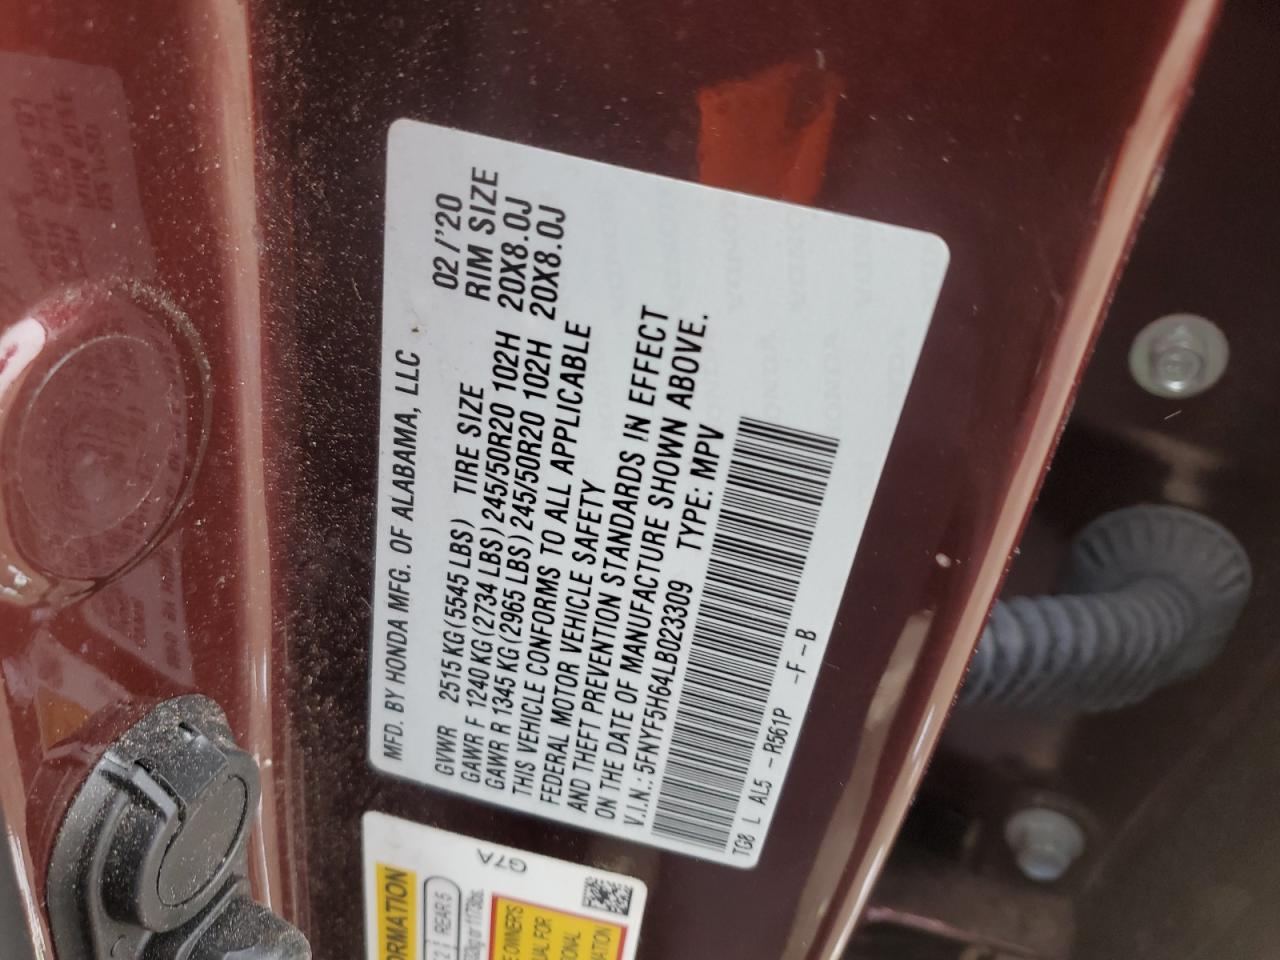 MFD. BY HONDA MFG. OF ALABAMA, LLC 02/'20
GVWR 2515 KG (5545 LBS) TIRE SIZE RIM SIZE
GAWR F 1240 KG (2734 LBS) 245/50R20 102H 20X8.0J
GAWR R 1345 KG (2965 LBS) 245/50R20 102H 20X8.0J
THIS VEHICLE CONFORMS TO ALL APPLICABLE
FEDERAL MOTOR VEHICLE SAFETY
AND THEFT PREVENTION STANDARDS IN EFFECT
ON THE DATE OF MANUFACTURE SHOWN ABOVE.
V.I.N.: 5FNYF5H64LB023309 TYPE: MPV
TG8 L AL5 -R561P -F-B
G7A
REAR 5